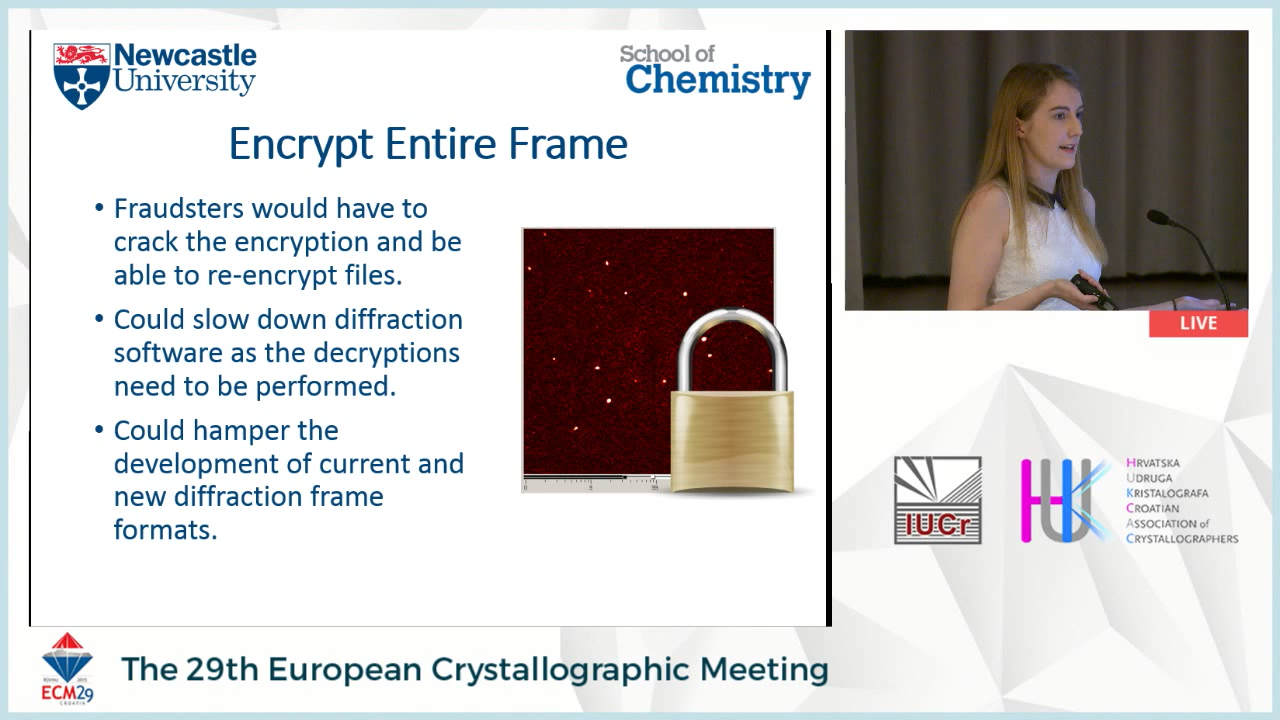 Newcastle
University
School of
Chemistry
Encrypt Entire Frame
• Fraudsters would have to
crack the encryption and be
able to re-encrypt files.
• Could slow down diffraction
software as the decryptions
need to be performed.
• Could hamper the
development of current and
new diffraction frame
formats.
LIVE
IUCr
HUK
HRVATSKA
UDRUGA
KRISTALOGRAFA
CROATIAN
ASSOCIATION of
CRYSTALLOGRAPHERS
ECM29
CROATIA
The 29th European Crystallographic Meeting